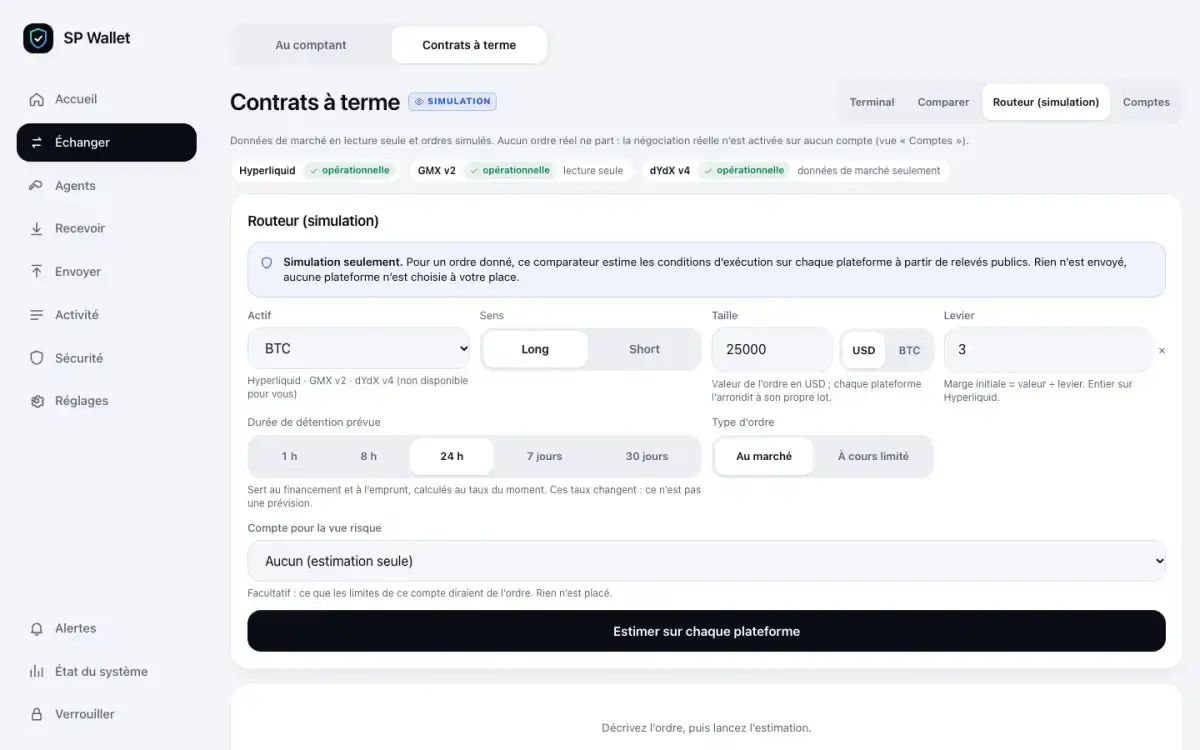 SP Wallet
Accueil
Échanger
Agents
Recevoir
Envoyer
Activité
Sécurité
Réglages
Alertes
État du système
Verrouiller
Au comptant
Contrats à terme
Contrats à terme
SIMULATION
Terminal
Comparer
Routeur (simulation)
Comptes
Données de marché en lecture seule et ordres simulés. Aucun ordre réel ne part : la négociation réelle n'est activée sur aucun compte (vue « Comptes »).
Hyperliquid ✓ opérationnelle
GMX v2 ✓ opérationnelle lecture seule
dYdX v4 ✓ opérationnelle données de marché seulement
Routeur (simulation)
Simulation seulement. Pour un ordre donné, ce comparateur estime les conditions d'exécution sur chaque plateforme à partir de relevés publics. Rien n'est envoyé,
aucune plateforme n'est choisie à votre place.
Actif
BTC
Hyperliquid · GMX v2 · dYdX v4 (non disponible
pour vous)
Sens
Long
Short
Taille
25000
USD
BTC
Valeur de l'ordre en USD ; chaque plateforme
l'arrondit à son propre lot.
Levier
3
×
Marge initiale = valeur ÷ levier. Entier sur
Hyperliquid.
Durée de détention prévue
1 h
8 h
24 h
7 jours
30 jours
Sert au financement et à l'emprunt, calculés au taux du moment. Ces taux changent : ce n'est pas
une prévision.
Type d'ordre
Au marché
À cours limité
Compte pour la vue risque
Aucun (estimation seule)
Facultatif : ce que les limites de ce compte diraient de l'ordre. Rien n'est placé.
Estimer sur chaque plateforme
Décrivez l'ordre, puis lancez l'estimation.